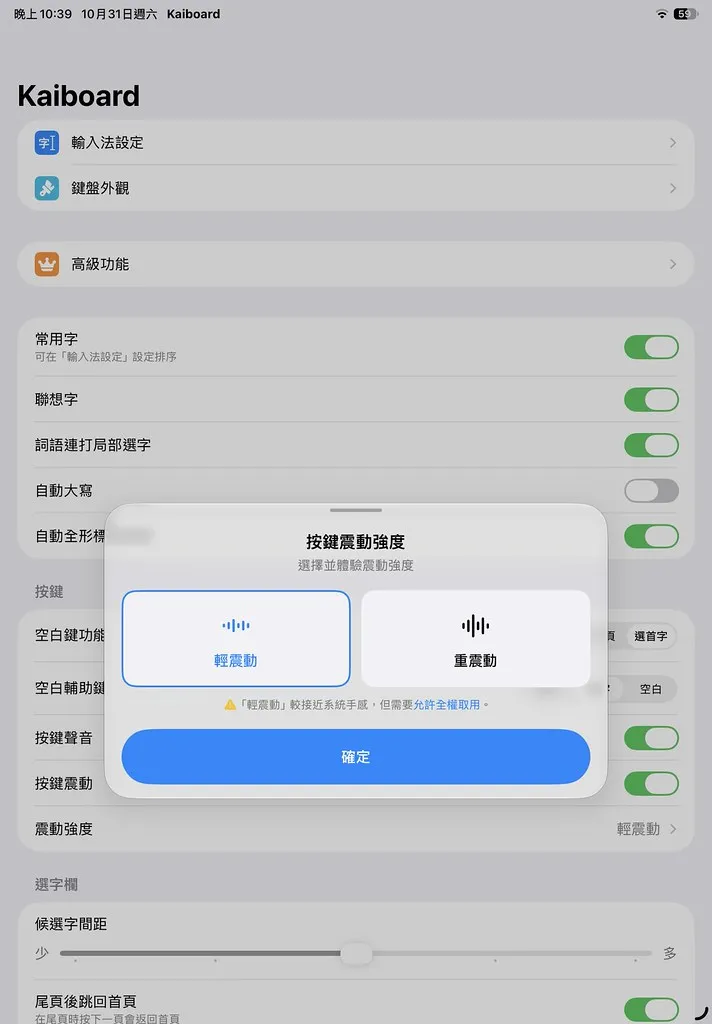 晚上10:39 10月31日週六 Kaiboard
59
Kaiboard
字
輸入法設定
鍵盤外觀
高級功能
常用字
可在「輸入法設定」設定排序
聯想字
詞語連打局部選字
自動大寫
自動全形標
按鍵震動強度
選擇並體驗震動強度
輕震動
重震動
「輕震動」較接近系統手感，但需要允許全權取用。
確定
按鍵
空白鍵功能
頁 選首字
空白輔助鍵
空白
按鍵聲音
按鍵震動
震動強度 輕震動
選字欄
候選字間距
少 多
尾頁後跳回首頁
在尾頁時按下一頁會返回首頁